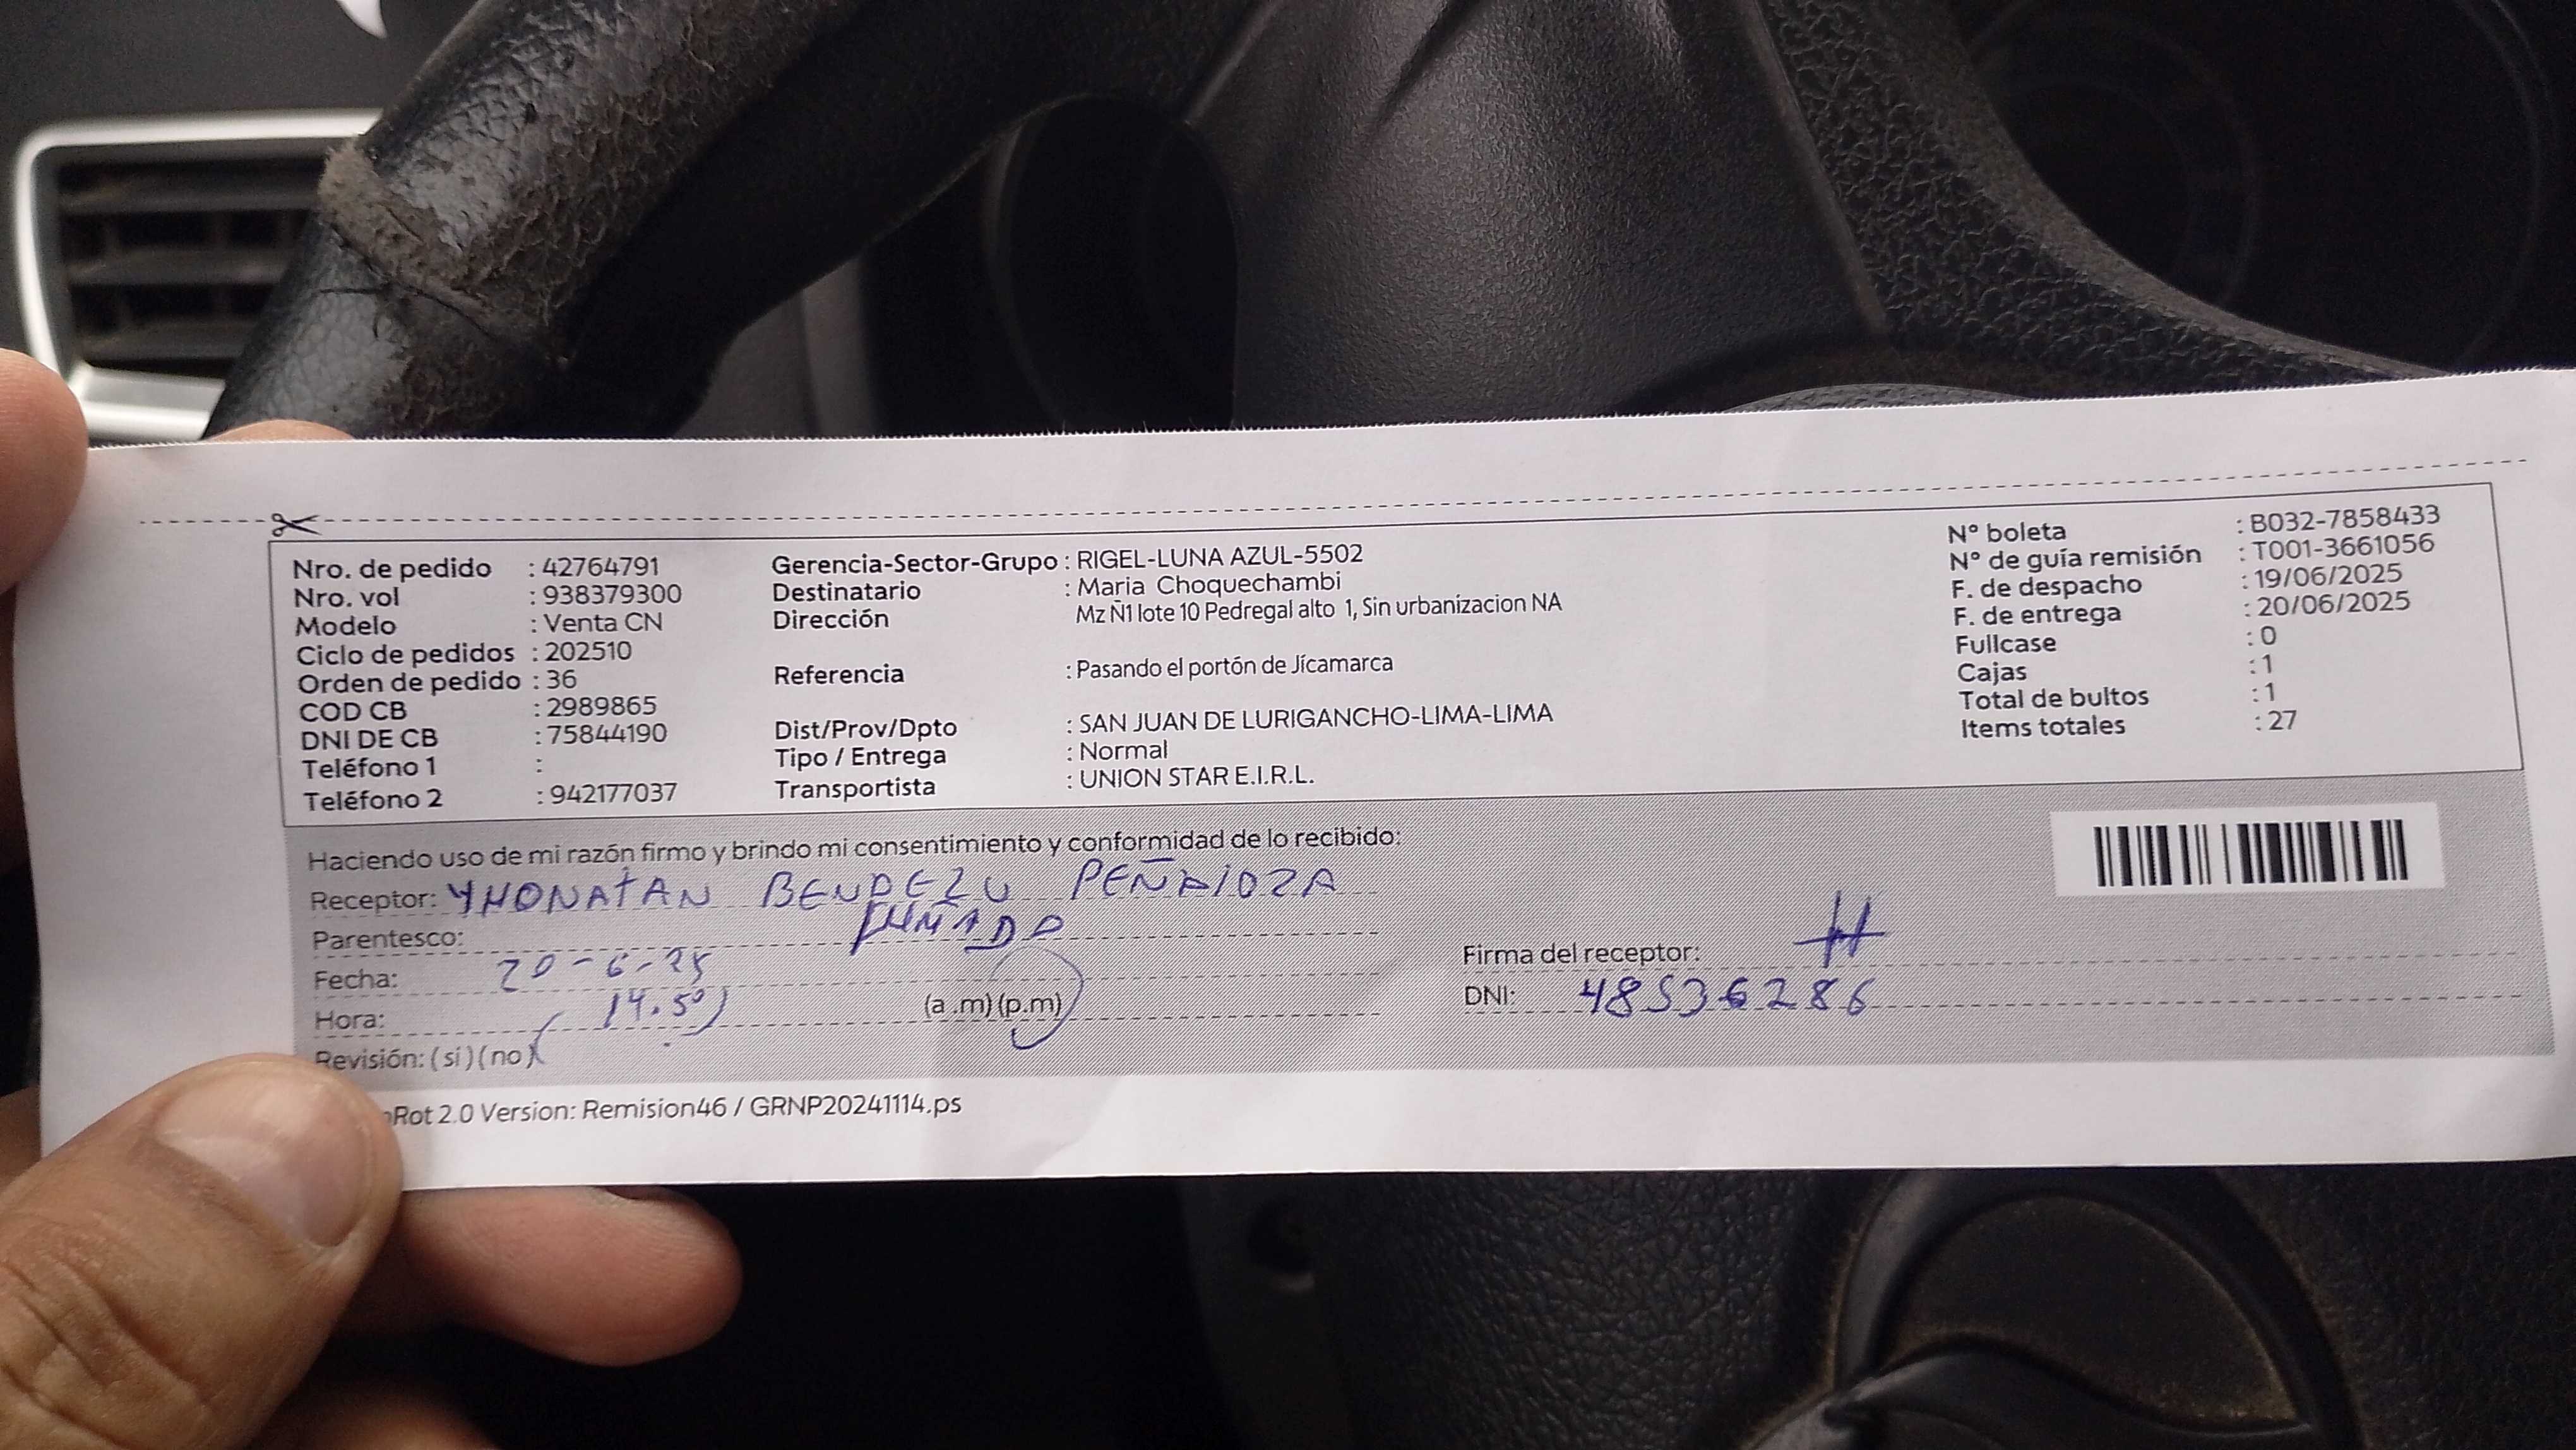 Nro. de pedido : 42764791
Nro. vol : 938379300
Modelo : Venta CN
Ciclo de pedidos : 202510
Orden de pedido : 36
COD CB : 2989865
DNI DE CB : 75844190
Teléfono 1 :
Teléfono 2 : 942177037
Gerencia-Sector-Grupo : RIGEL-LUNA AZUL-5502
Destinatario : Maria Choquechambi
Dirección Mz Ñ1 lote 10 Pedregal alto 1, Sin urbanizacion NA
Referencia : Pasando el portón de Jícamarca
Dist/Prov/Dpto : SAN JUAN DE LURIGANCHO-LIMA-LIMA
Tipo / Entrega : Normal
Transportista : UNION STAR E.I.R.L.
N° boleta : B032-7858433
N° de guía remisión : T001-3661056
F. de despacho : 19/06/2025
F. de entrega : 20/06/2025
Fullcase : 0
Cajas : 1
Total de bultos : 1
Items totales : 27
Haciendo uso de mi razón firmo y brindo mi consentimiento y conformidad de lo recibido:
Receptor: YHONATAN BENDEZU PEÑALOZA
Parentesco: CUÑADO
Fecha: 20-6-25
Hora: 14.50 (a .m) (p.m)
Revisión: (si) (no)
Firma del receptor:
DNI: 48536286
Rot 2.0 Version: Remision46 / GRNP20241114.ps